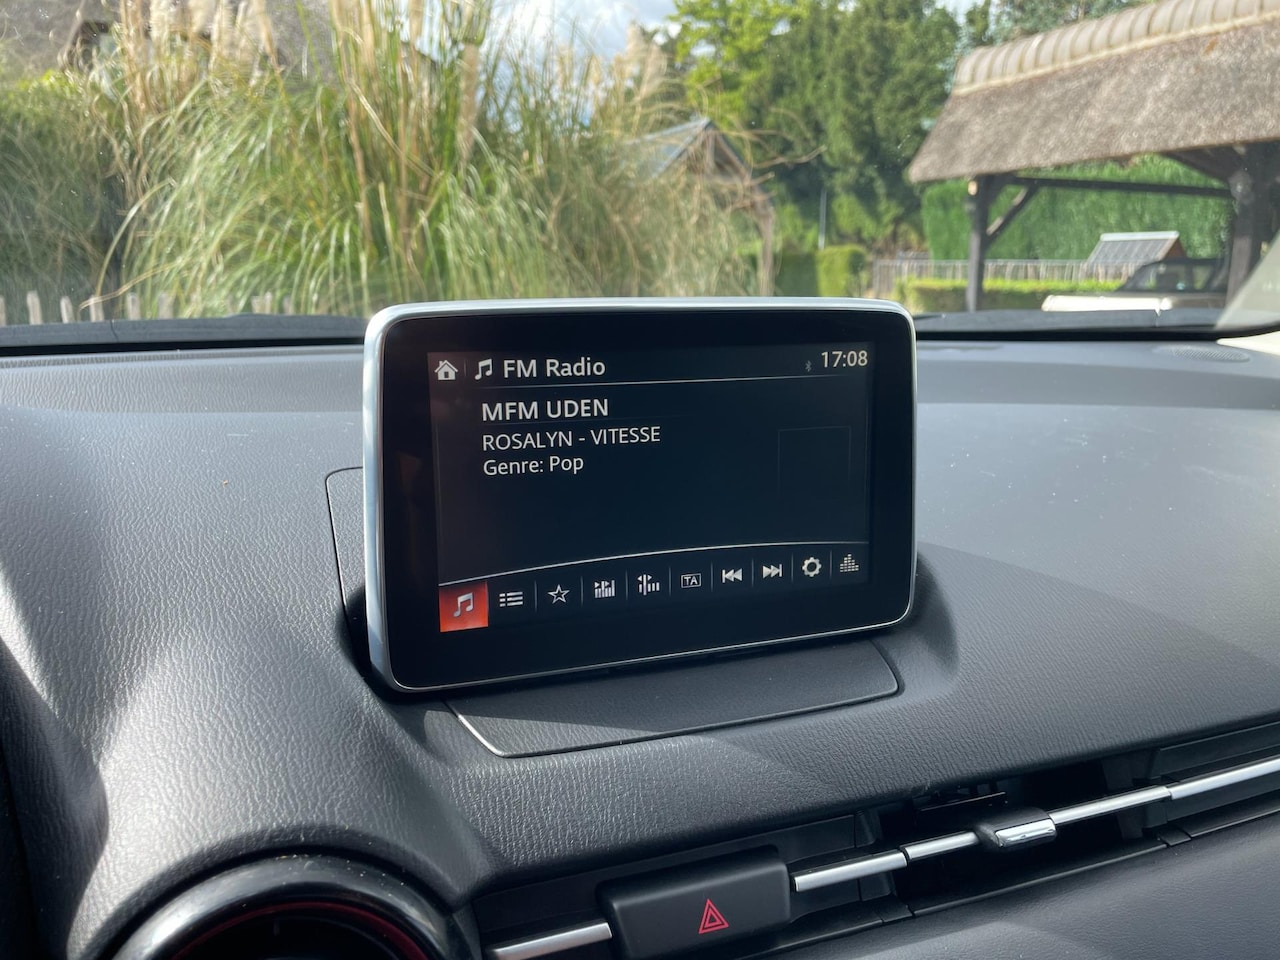 FM Radio
17:08
MFM UDEN
ROSALYN - VITESSE
Genre: Pop
TA